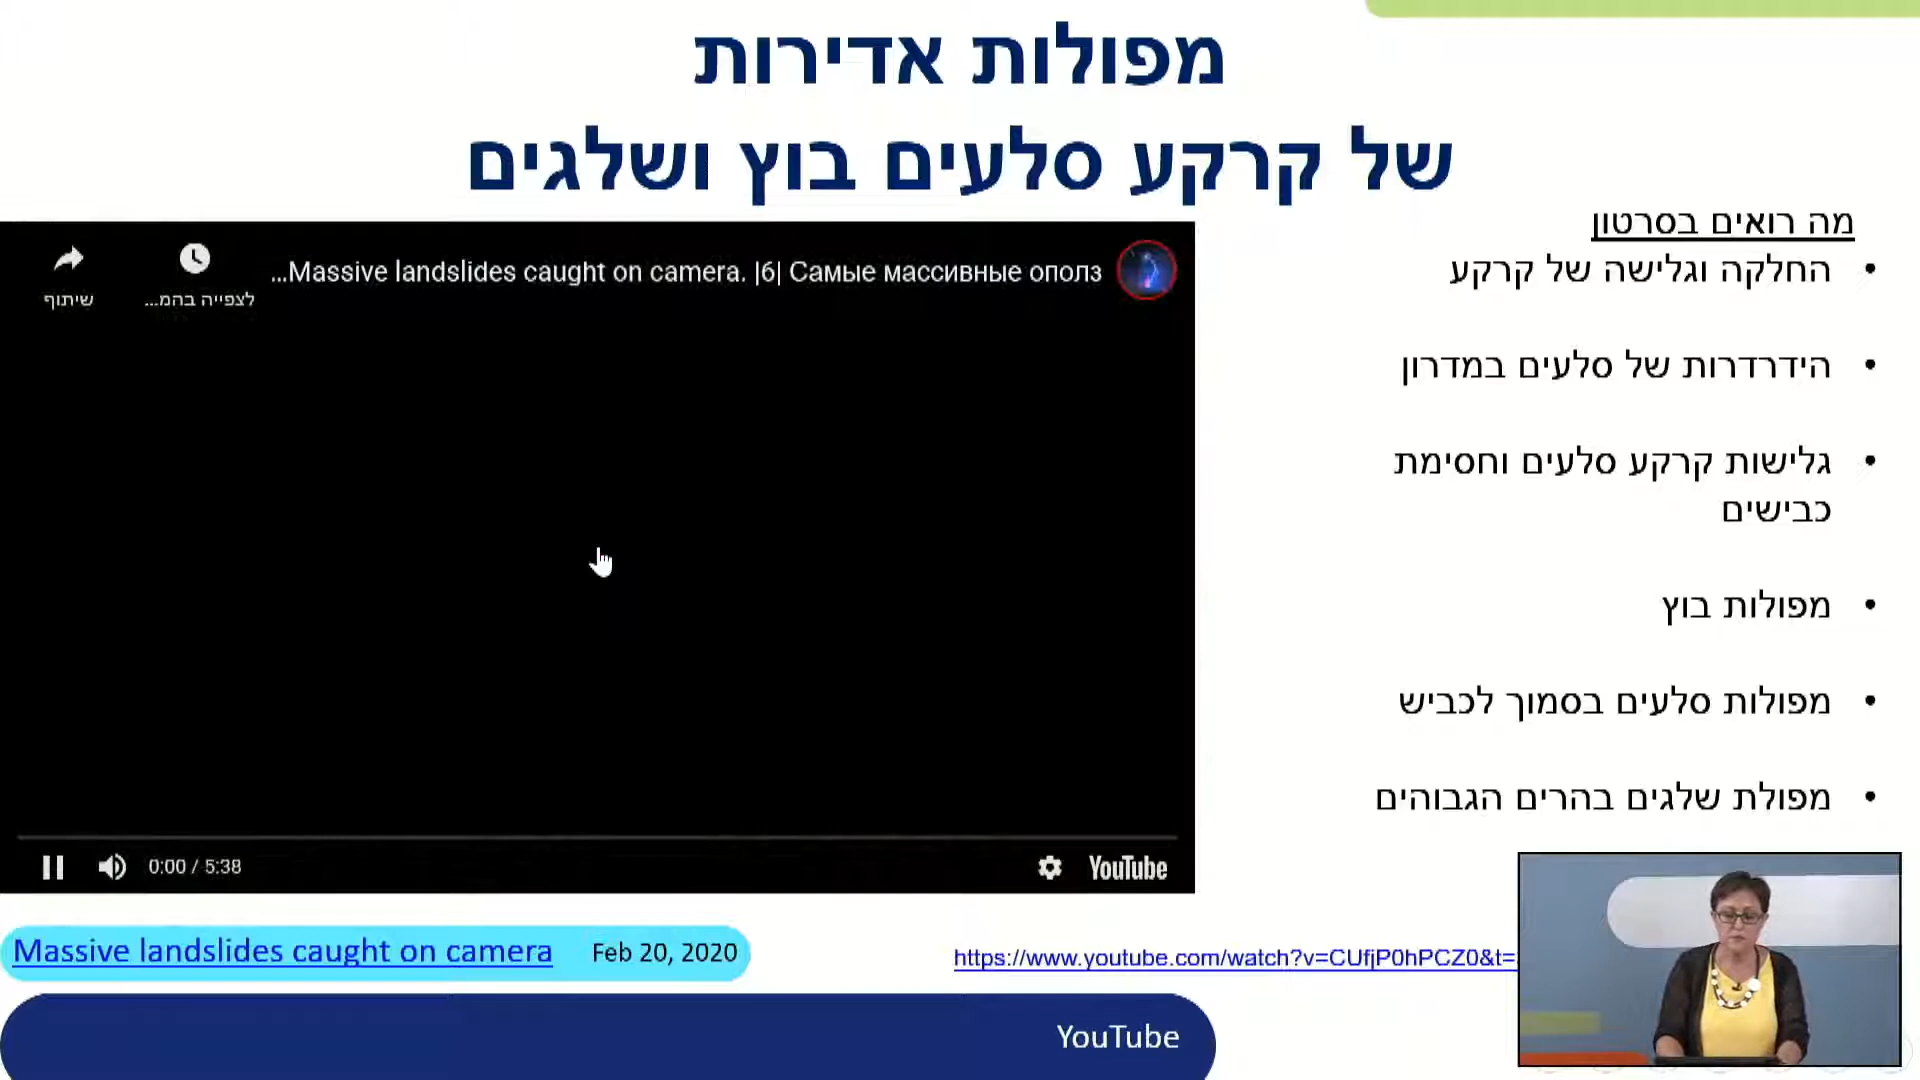 מפולות אדירות
של קרקע סלעים בוץ ושלגים
מה רואים בסרטון
• החלקה וגלישה של קרקע
• הידרדרות של סלעים במדרון
• גלישות קרקע סלעים וחסימת
כבישים
• מפולות בוץ
• מפולות סלעים בסמוך לכביש
• מפולת שלגים בהרים הגבוהים
...Massive landslides caught on camera. |6| Самые массивные ополз
לצפייה בהמ...
שיתוף
0:00 / 5:38
YouTube
Massive landslides caught on camera Feb 20, 2020
https://www.youtube.com/watch?v=CUfjP0hPCZ0&t=
YouTube